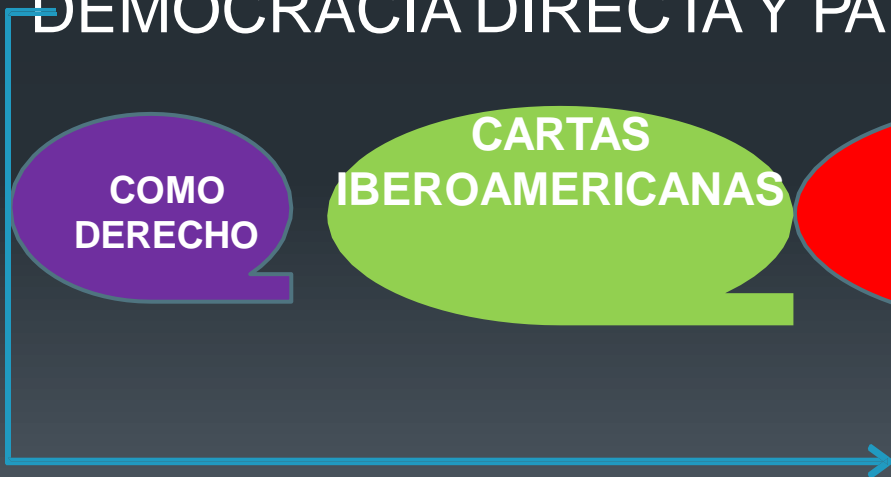 DEMOCRACIA DIRECTA Y PA
COMO
DERECHO
CARTAS
IBEROAMERICANAS